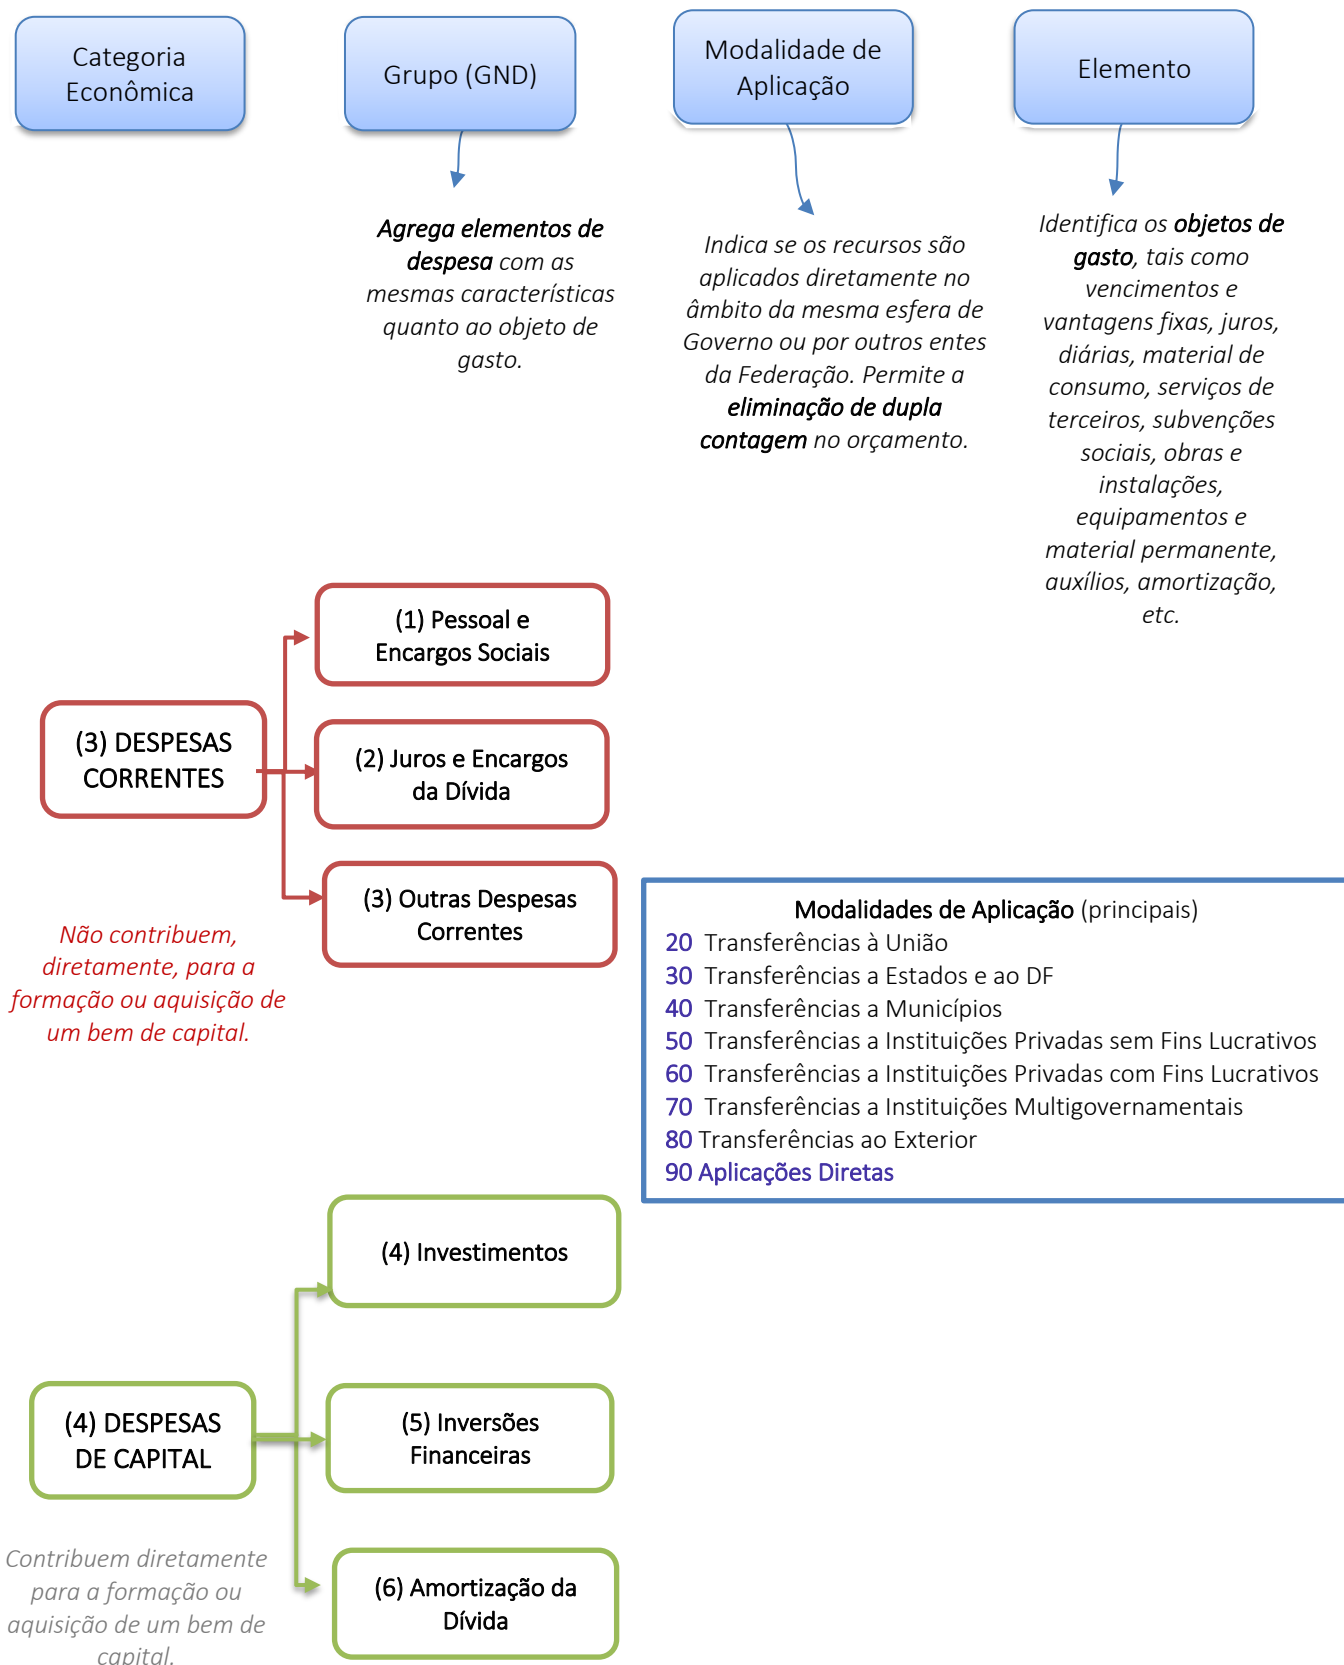 Categoria
Econômica
Grupo (GND)
Modalidade de
Aplicação
Elemento
Agrega elementos de
despesa com as
mesmas características
quanto ao objeto de
gasto.
Indica se os recursos são
aplicados diretamente no
âmbito da mesma esfera de
Governo ou por outros entes
da Federação. Permite a
eliminação de dupla
contagem no orçamento.
Identifica os objetos de
gasto, tais como
vencimentos e
vantagens fixas, juros,
diárias, material de
consumo, serviços de
terceiros, subvenções
sociais, obras e
instalações,
equipamentos e
material permanente,
auxílios, amortização,
etc.
(3) DESPESAS
CORRENTES
Não contribuem,
diretamente, para a
formação ou aquisição de
um bem de capital.
(1) Pessoal e
Encargos Sociais
(2) Juros e Encargos
da Dívida
(3) Outras Despesas
Correntes
Modalidades de Aplicação (principais)
20 Transferências à União
30 Transferências a Estados e ao DF
40 Transferências a Municípios
50 Transferências a Instituições Privadas sem Fins Lucrativos
60 Transferências a Instituições Privadas com Fins Lucrativos
70 Transferências a Instituições Multigovernamentais
80 Transferências ao Exterior
90 Aplicações Diretas
(4) DESPESAS
DE CAPITAL
Contribuem diretamente
para a formação ou
aquisição de um bem de
capital.
(4) Investimentos
(5) Inversões
Financeiras
(6) Amortização da
Dívida